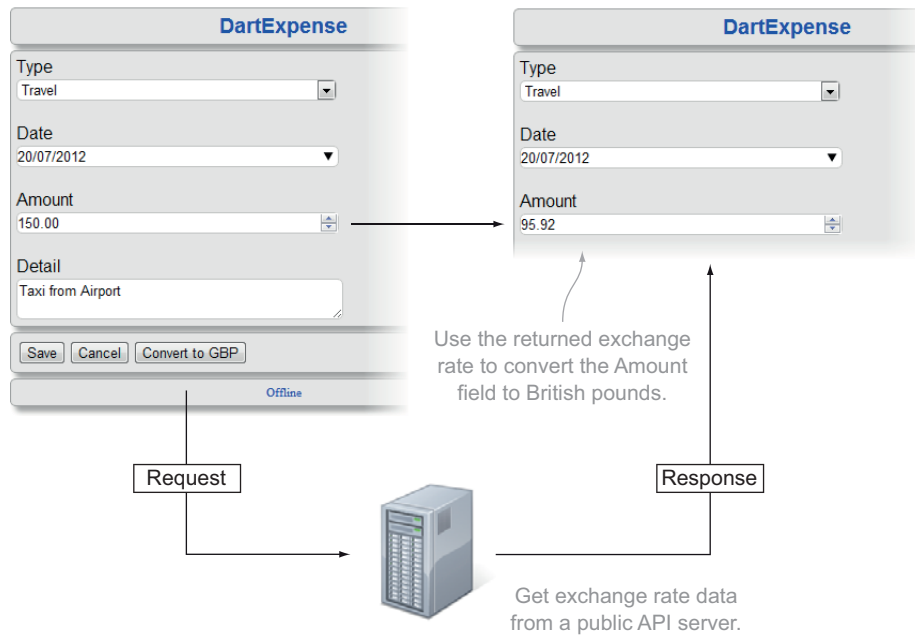 DartExpense
Type
Travel
Date
20/07/2012
Amount
150.00
Detail
Taxi from Airport
Save Cancel Convert to GBP
Offline
DartExpense
Type
Travel
Date
20/07/2012
Amount
95.92
Use the returned exchange
rate to convert the Amount
field to British pounds.
Request
Response
Get exchange rate data
from a public API server.